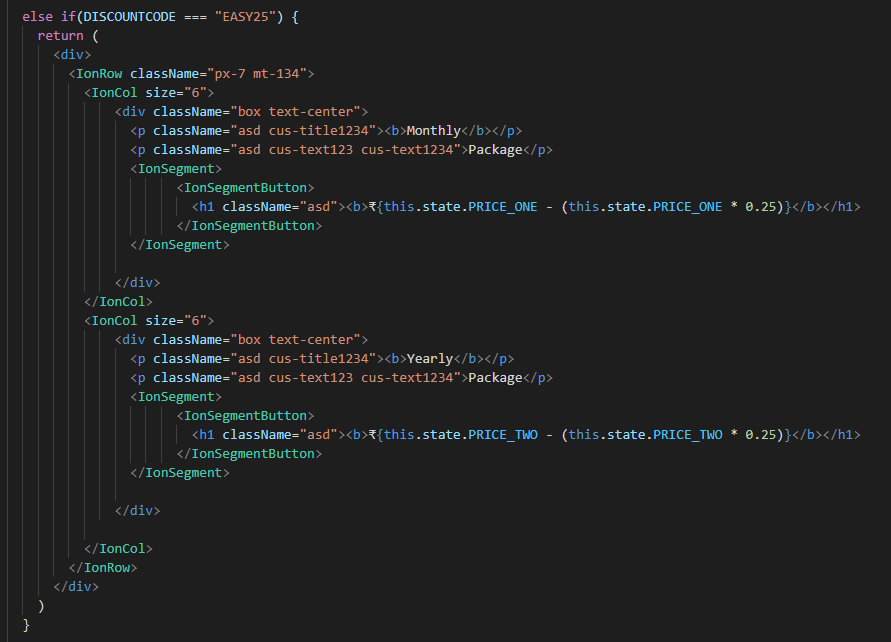 else if(DISCOUNTCODE === "EASY25") {
return (
<div>
<IonRow className="px-7 mt-134">
<IonCol size="6">
<div className="box text-center">
<p className="asd cus-title1234"><b>Monthly</b></p>
<p className="asd cus-text123 cus-text1234">Package</p>
<IonSegment>
<IonSegmentButton>
<h1 className="asd"><b>₹{this.state.PRICE_ONE - (this.state.PRICE_ONE * 0.25)}</b></h1>
</IonSegmentButton>
</IonSegment>
</div>
</IonCol>
<IonCol size="6">
<div className="box text-center">
<p className="asd cus-title1234"><b>Yearly</b></p>
<p className="asd cus-text123 cus-text1234">Package</p>
<IonSegment>
<IonSegmentButton>
<h1 className="asd"><b>₹{this.state.PRICE_TWO - (this.state.PRICE_TWO * 0.25)}</b></h1>
</IonSegmentButton>
</IonSegment>
</div>
</IonCol>
</IonRow>
</div>
)
}